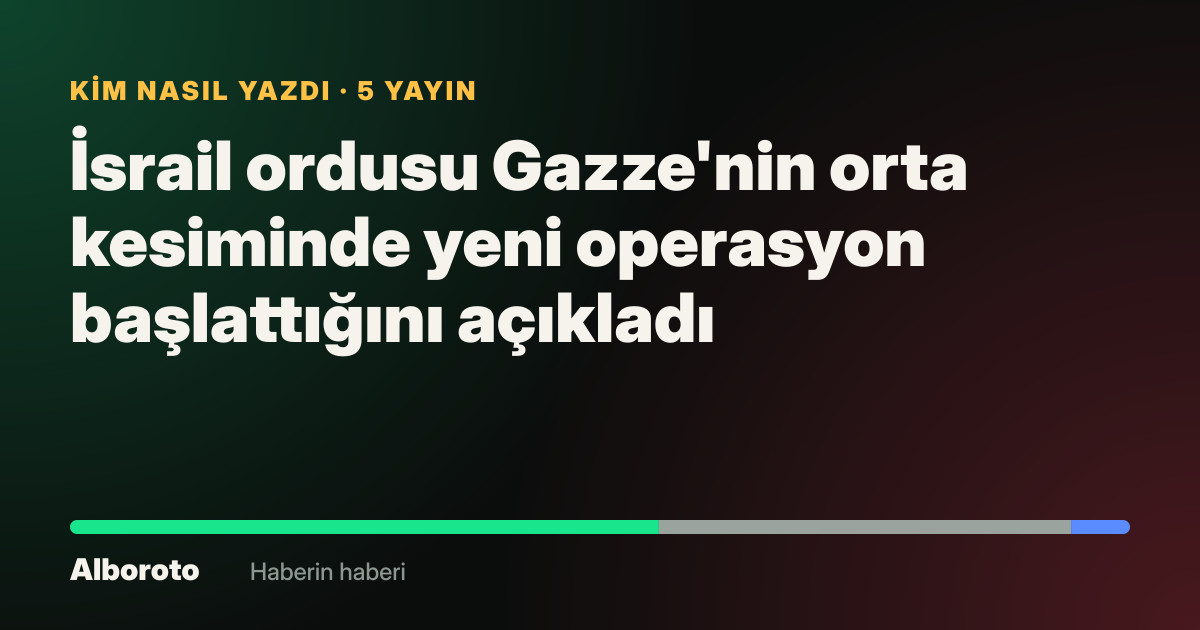 KİM NASIL YAZDI · 5 YAYIN
İsrail ordusu Gazze'nin orta
kesiminde yeni operasyon
başlattığını açıkladı
Alboroto Haberin haberi